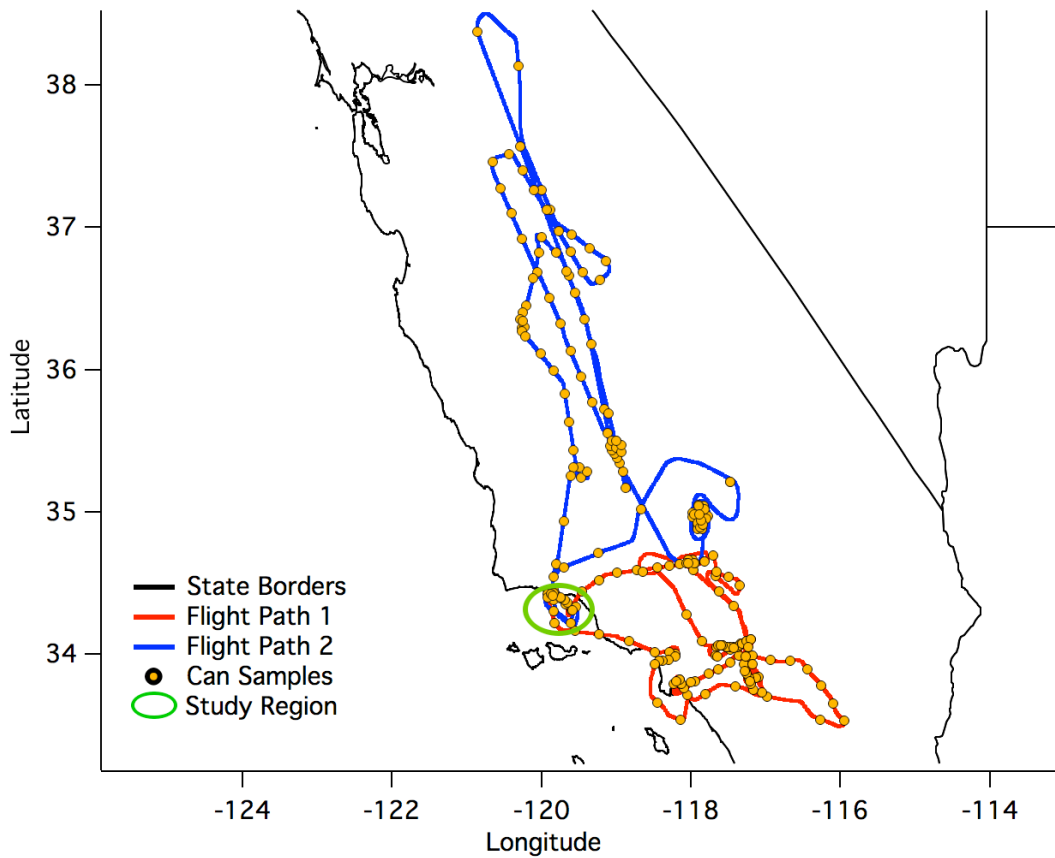 38
37
36
35
34
Latitude
State Borders
Flight Path 1
Flight Path 2
Can Samples
Study Region
-124
-122
-120
-118
-116
-114
Longitude